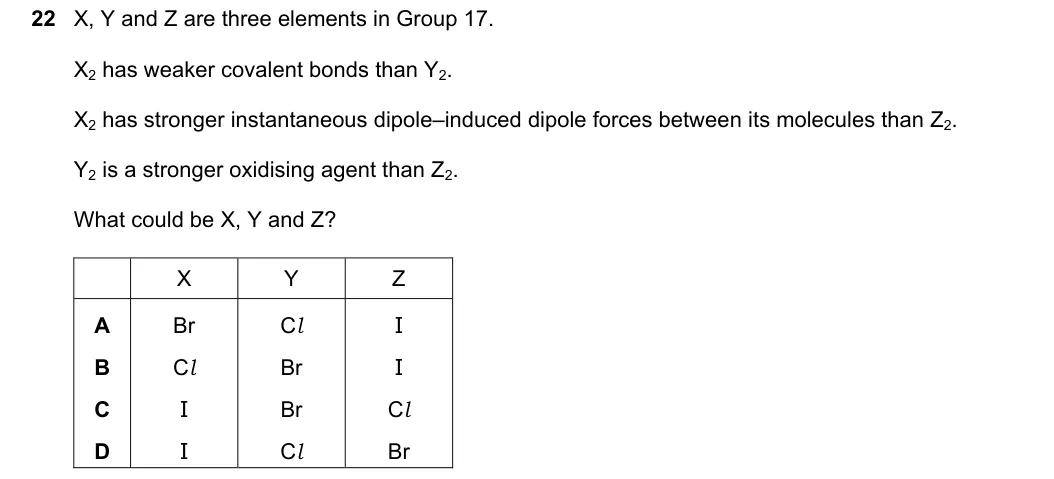 22 X, Y and Z are three elements in Group 17.
X₂ has weaker covalent bonds than Y₂.
X₂ has stronger instantaneous dipole–induced dipole forces between its molecules than Z₂.
Y₂ is a stronger oxidising agent than Z₂.
What could be X, Y and Z?
X Y Z
A Br Cl I
B Cl Br I
C I Br Cl
D I Cl Br